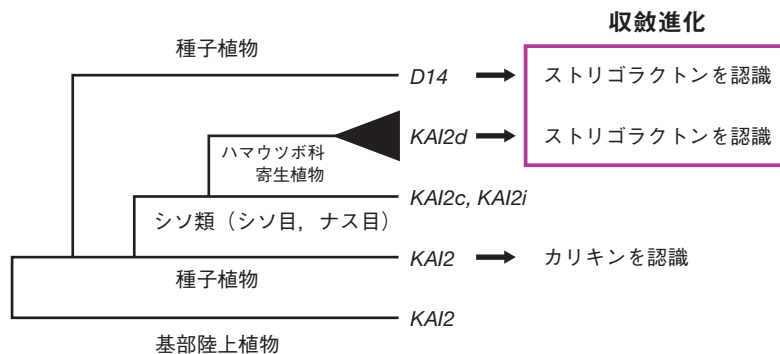 収斂進化
種子植物
D14
ストリゴラクトンを認識
ハマウツボ科
寄生植物
KAI2d
ストリゴラクトンを認識
KAI2c, KAI2i
シソ類（シソ目，ナス目）
KAI2
カリキンを認識
種子植物
KAI2
基部陸上植物